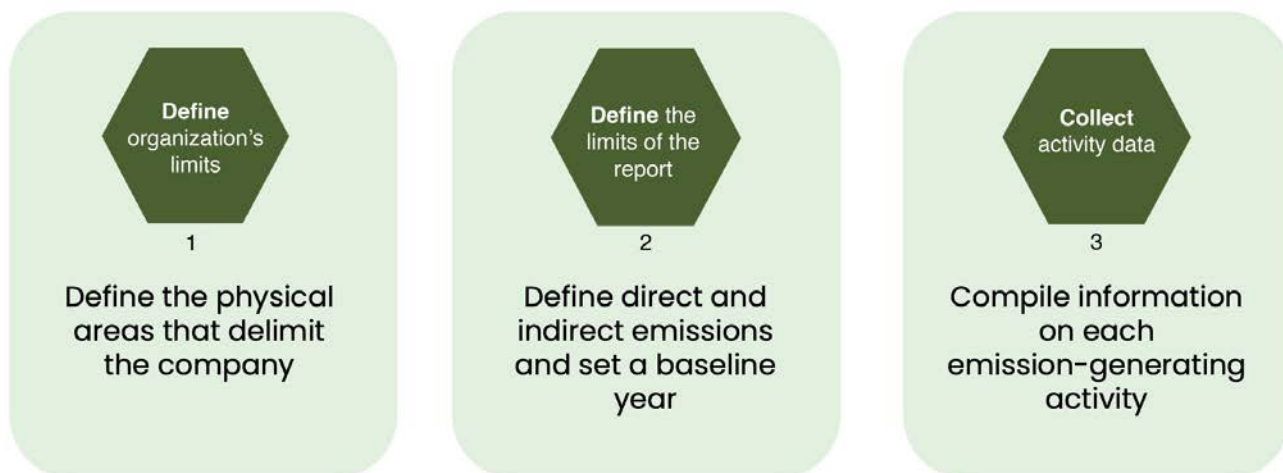 Define
organization's
limits
1
Define the physical
areas that delimit
the company
Define the
limits of the
report
2
Define direct and
indirect emissions
and set a baseline
year
Collect
activity data
3
Compile information
on each
emission-generating
activity